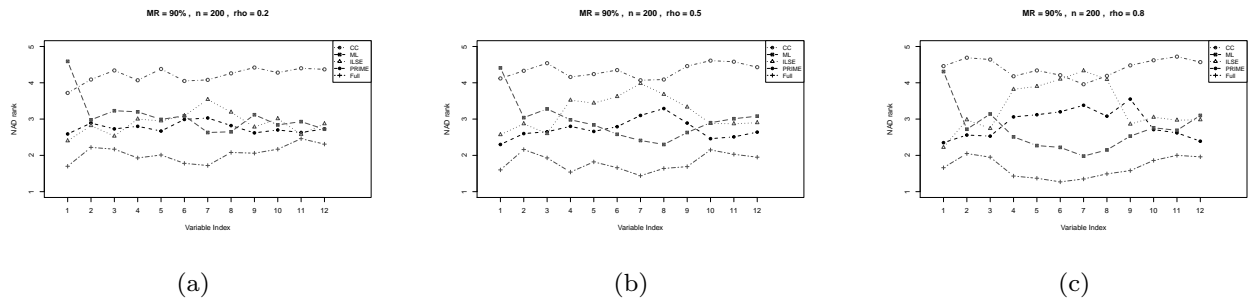 MR = 90% , n = 200 , rho = 0.2
NAD rank
5
4
3
2
1
CC
ML
ILSE
PRIME
Full
1 2 3 4 5 6 7 8 9 10 11 12
Variable Index
(a)
MR = 90% , n = 200 , rho = 0.5
NAD rank
5
4
3
2
1
CC
ML
ILSE
PRIME
Full
1 2 3 4 5 6 7 8 9 10 11 12
Variable Index
(b)
MR = 90% , n = 200 , rho = 0.8
NAD rank
5
4
3
2
1
CC
ML
ILSE
PRIME
Full
1 2 3 4 5 6 7 8 9 10 11 12
Variable Index
(c)